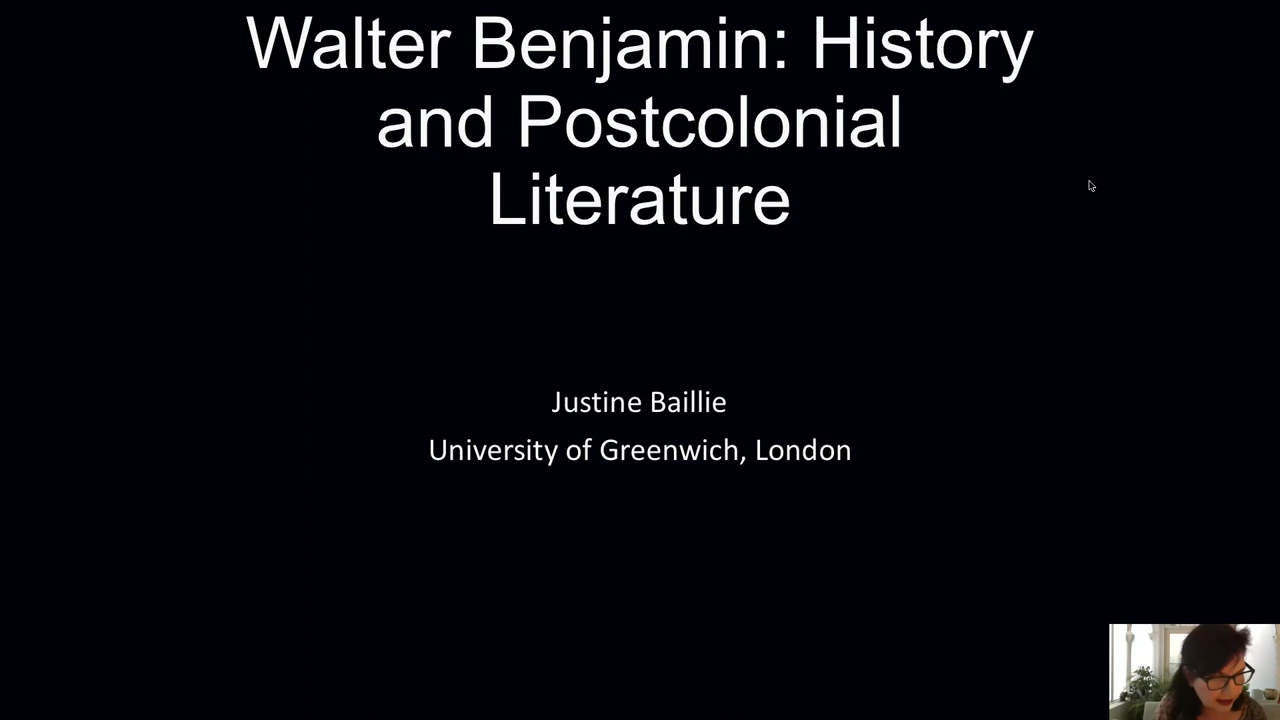 Walter Benjamin: History
and Postcolonial
Literature
Justine Baillie
University of Greenwich, London